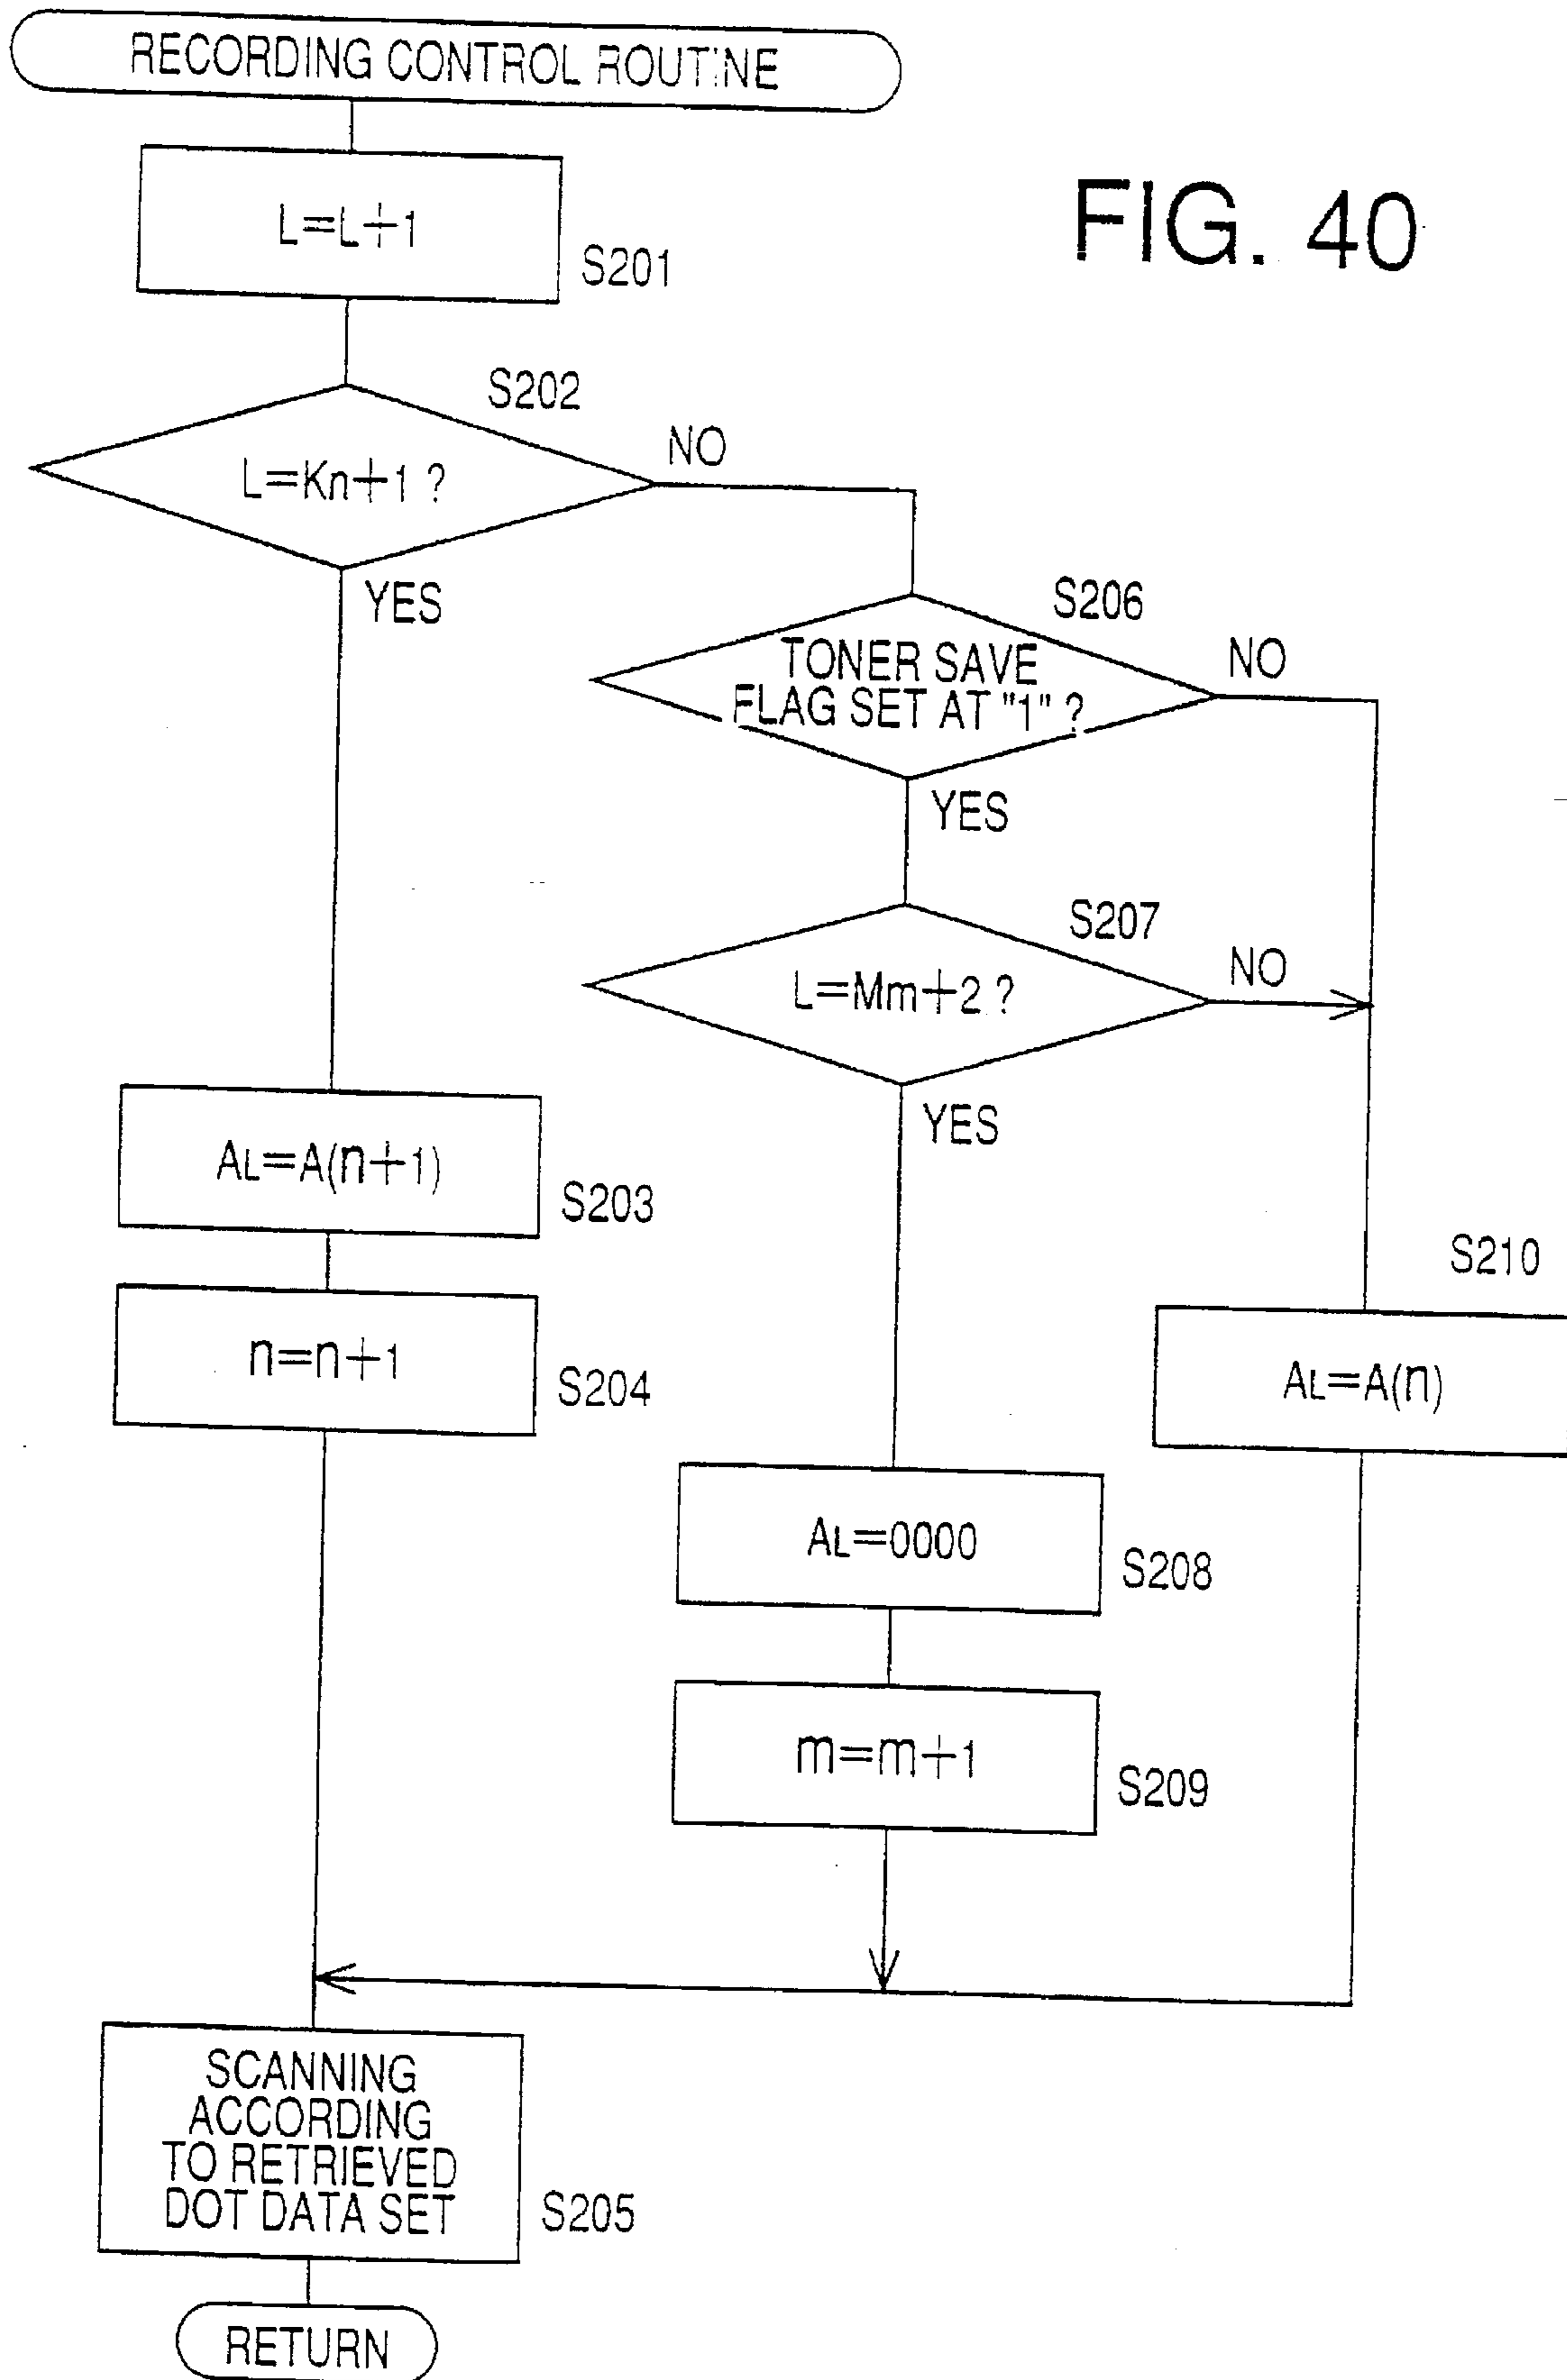 RECORDING CONTROL ROUTINE
FIG. 40
L=L+1
S201
S202
L=Kn+1 ?
NO
YES
S206
TONER SAVE
FLAG SET AT "1" ?
NO
YES
S207
L=Mm+2 ?
NO
YES
AL=A(n+1)
S203
n=n+1
S204
S210
AL=A(n)
AL=0000
S208
m=m+1
S209
SCANNING
ACCORDING
TO RETRIEVED
DOT DATA SET
S205
RETURN